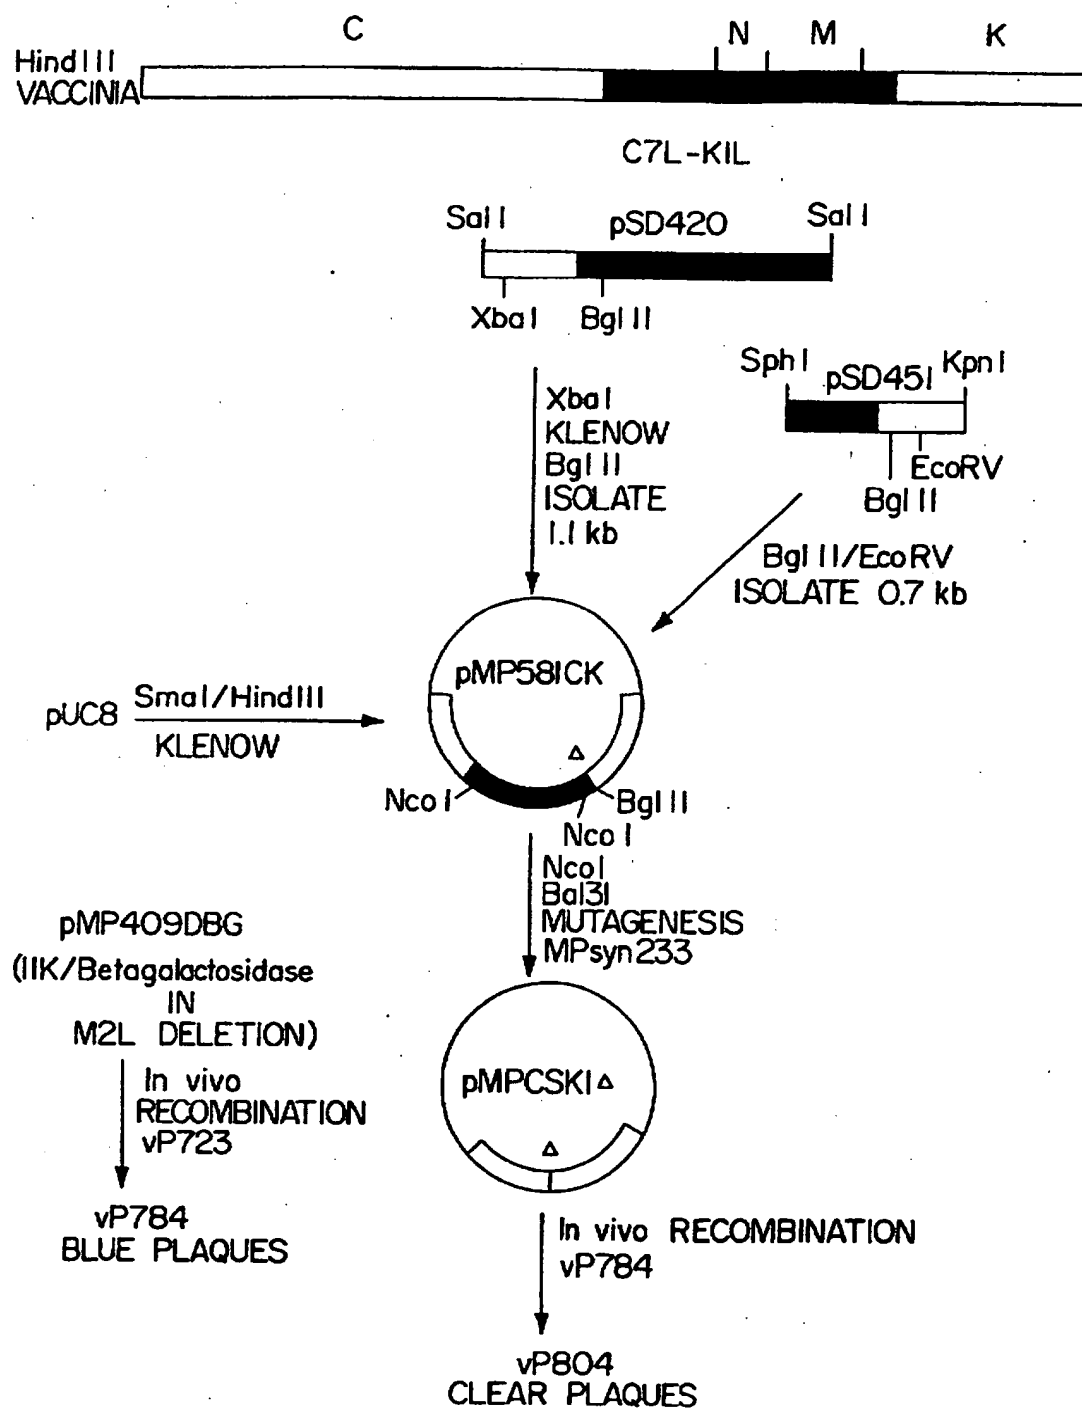 C N M K
HindIII
VACCINIA
C7L-KIL
SalI pSD420 SalI
XbaI BglII
SphI pSD451 KpnI
EcoRV
BglII
XbaI
KLENOW
BglII
ISOLATE
1.1 kb
BglII/EcoRV
ISOLATE 0.7 kb
pMP581CK
pUC8 SmaI/HindIII
KLENOW
Δ
NcoI BglII
NcoI
NcoI
Bal31
MUTAGENESIS
MPsyn233
pMP409DBG
(IIK/Betagalactosidase
IN
M2L DELETION)
In vivo
RECOMBINATION
vP723
pMPCSKI Δ
Δ
vP784
BLUE PLAQUES
In vivo RECOMBINATION
vP784
vP804
CLEAR PLAQUES